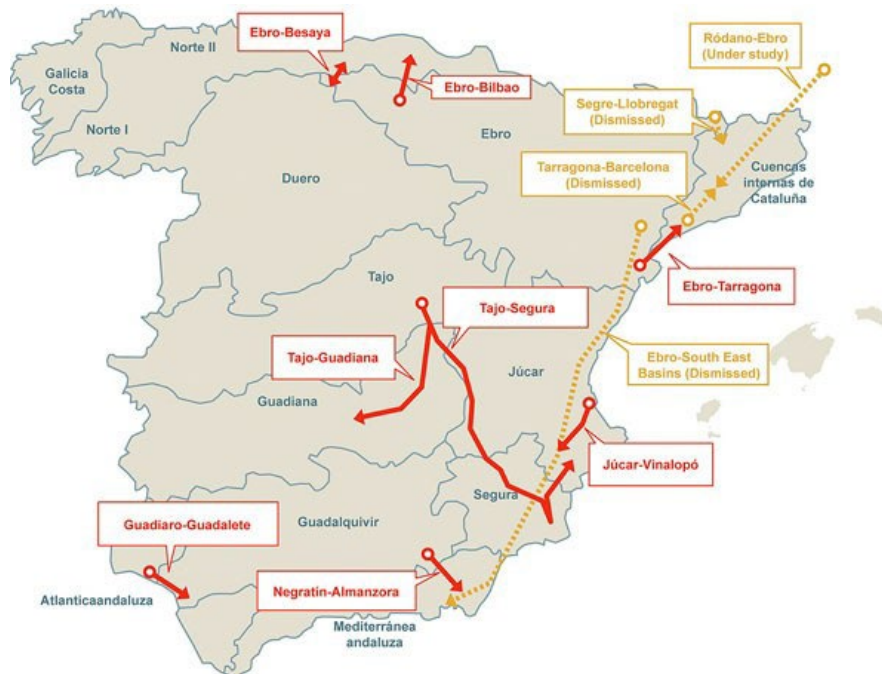 Ródano-Ebro
(Under study)
Ebro-Besaya
Norte II
Galicia
Costa
Ebro-Bilbao
Segre-Llobregat
(Dismissed)
Norte I
Ebro
Tarragona-Barcelona
(Dismissed)
Cuencas
internas de
Cataluña
Duero
Tajo
Ebro-Tarragona
Tajo-Segura
Tajo-Guadiana
Ebro-South East
Basins (Dismissed)
Júcar
Guadiana
Júcar-Vinalopó
Segura
Guadiaro-Guadalete
Guadalquivir
Negratín-Almanzora
Atlanticaandaluza
Mediterránea
andaluza